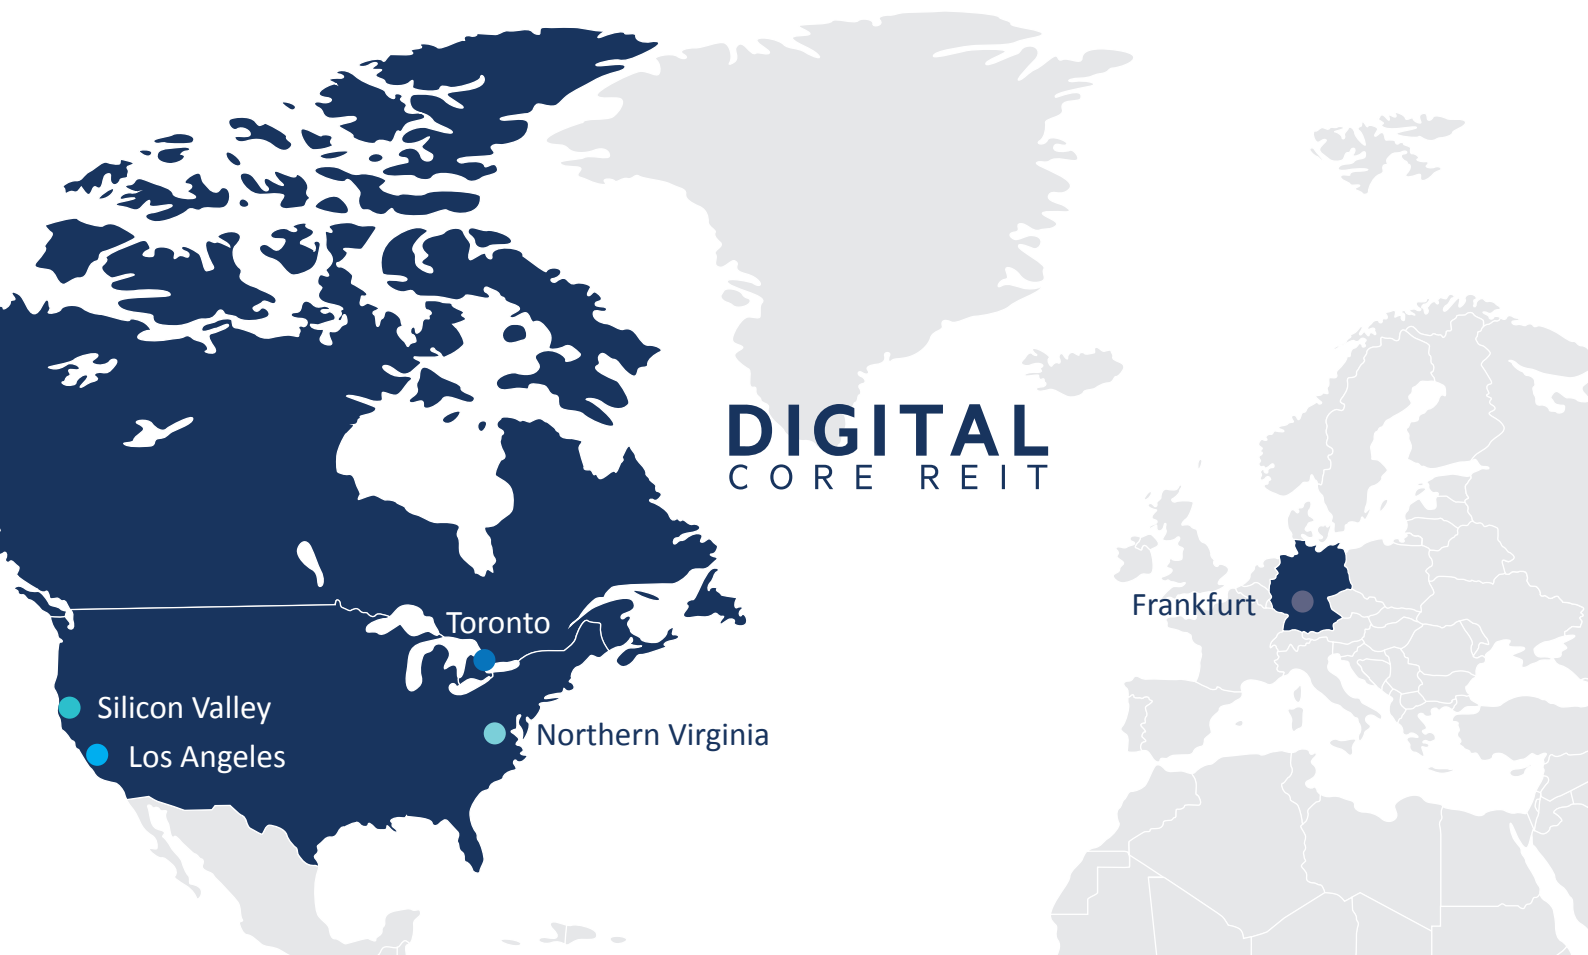 DIGITAL
CORE REIT
Toronto
Frankfurt
Silicon Valley
Northern Virginia
Los Angeles